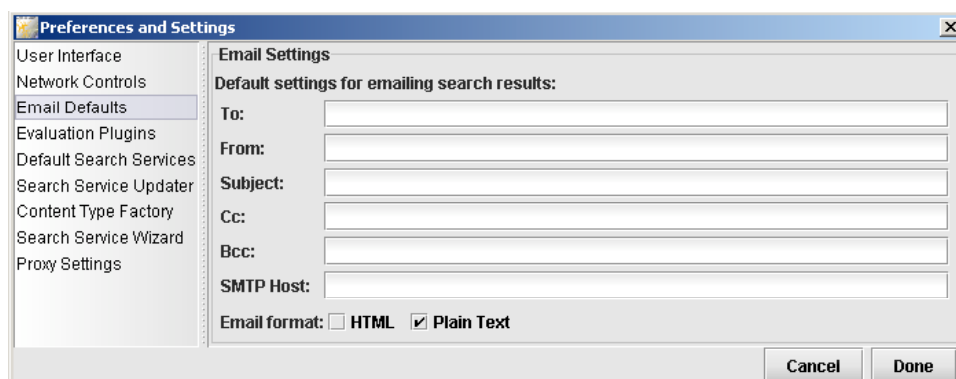 Preferences and Settings
User Interface
Network Controls
Email Defaults
Evaluation Plugins
Default Search Services
Search Service Updater
Content Type Factory
Search Service Wizard
Proxy Settings
Email Settings
Default settings for emailing search results:
To:
From:
Subject:
Cc:
Bcc:
SMTP Host:
Email format: HTML Plain Text
Cancel Done